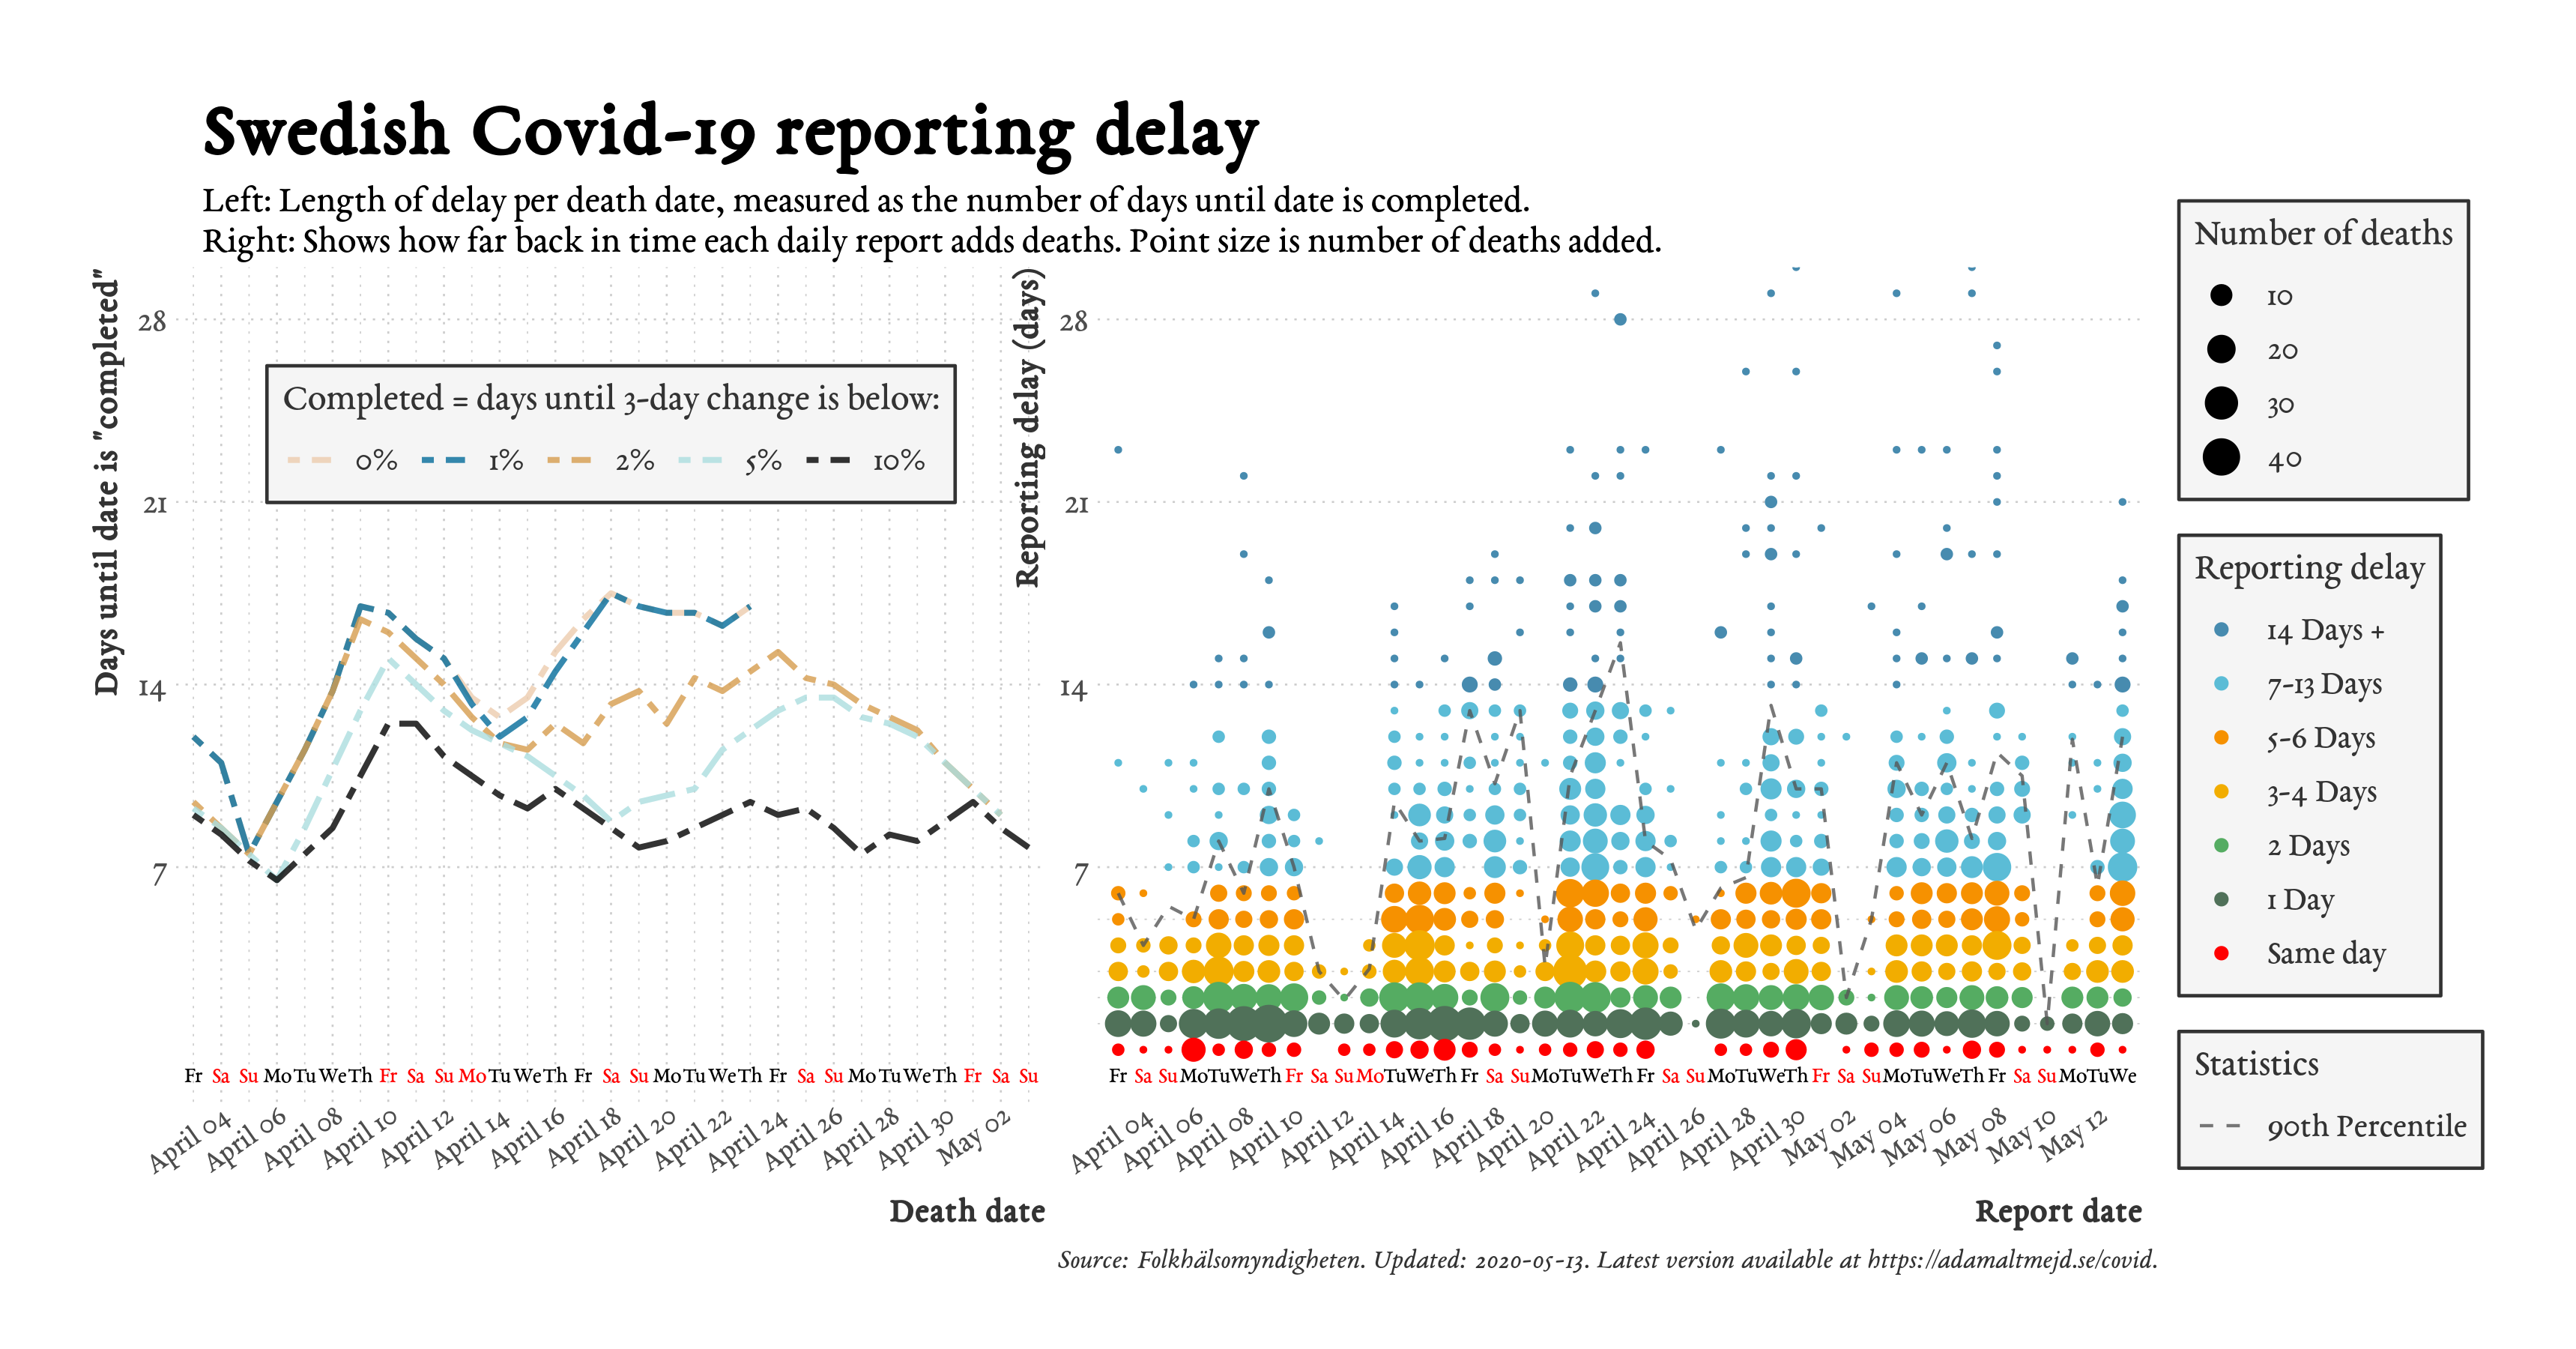 Swedish Covid-19 reporting delay
Left: Length of delay per death date, measured as the number of days until date is completed.
Right: Shows how far back in time each daily report adds deaths. Point size is number of deaths added.
Days until date is "completed"
28
21
14
7
Completed = days until 3-day change is below:
0% 1% 2% 5% 10%
Fr Sa Su Mo Tu We Th Fr Sa Su Mo Tu We Th Fr Sa Su Mo Tu We Th Fr Sa Su Mo Tu We Th Fr Sa Su
April 04 April 06 April 08 April 10 April 12 April 14 April 16 April 18 April 20 April 22 April 24 April 26 April 28 April 30 May 02
Death date
Reporting delay (days)
28
21
14
7
Fr Sa Su Mo Tu We Th Fr Sa Su Mo Tu We Th Fr Sa Su Mo Tu We Th Fr Sa Su Mo Tu We Th Fr Sa Su Mo Tu We Th Fr Sa Su Mo Tu We
April 04 April 06 April 08 April 10 April 12 April 14 April 16 April 18 April 20 April 22 April 24 April 26 April 28 April 30 May 02 May 04 May 06 May 08 May 10 May 12
Report date
Number of deaths
10
20
30
40
Reporting delay
14 Days +
7-13 Days
5-6 Days
3-4 Days
2 Days
1 Day
Same day
Statistics
90th Percentile
Source: Folkhälsomyndigheten. Updated: 2020-05-13. Latest version available at https://adamaltmejd.se/covid.